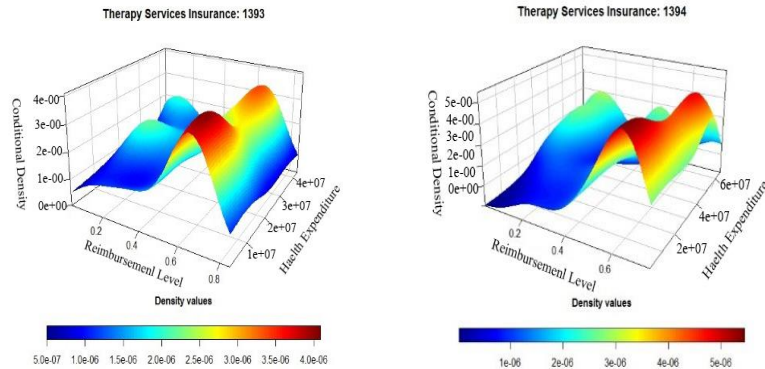 Therapy Services Insurance: 1393
Conditional Density
4e-00
3e-00
2e-00
1e-00
0e+00
0.2
0.4
0.6
0.8
Reimbursemenl Level
1e+07
2e+07
3e+07
4e+07
Haelth Expenditure
Density values
5.0e-07 1.0e-06 1.5e-06 2.0e-06 2.5e-06 3.0e-06 3.5e-06 4.0e-06
Therapy Services Insurance: 1394
Conditional Density
5e-00
4e-00
3e-00
2e-00
1e-00
0e+00
0.2
0.4
0.6
Reimbursemenl Level
2e+07
4e+07
6e+07
Haelth Expenditure
Density values
1e-06 2e-06 3e-06 4e-06 5e-06